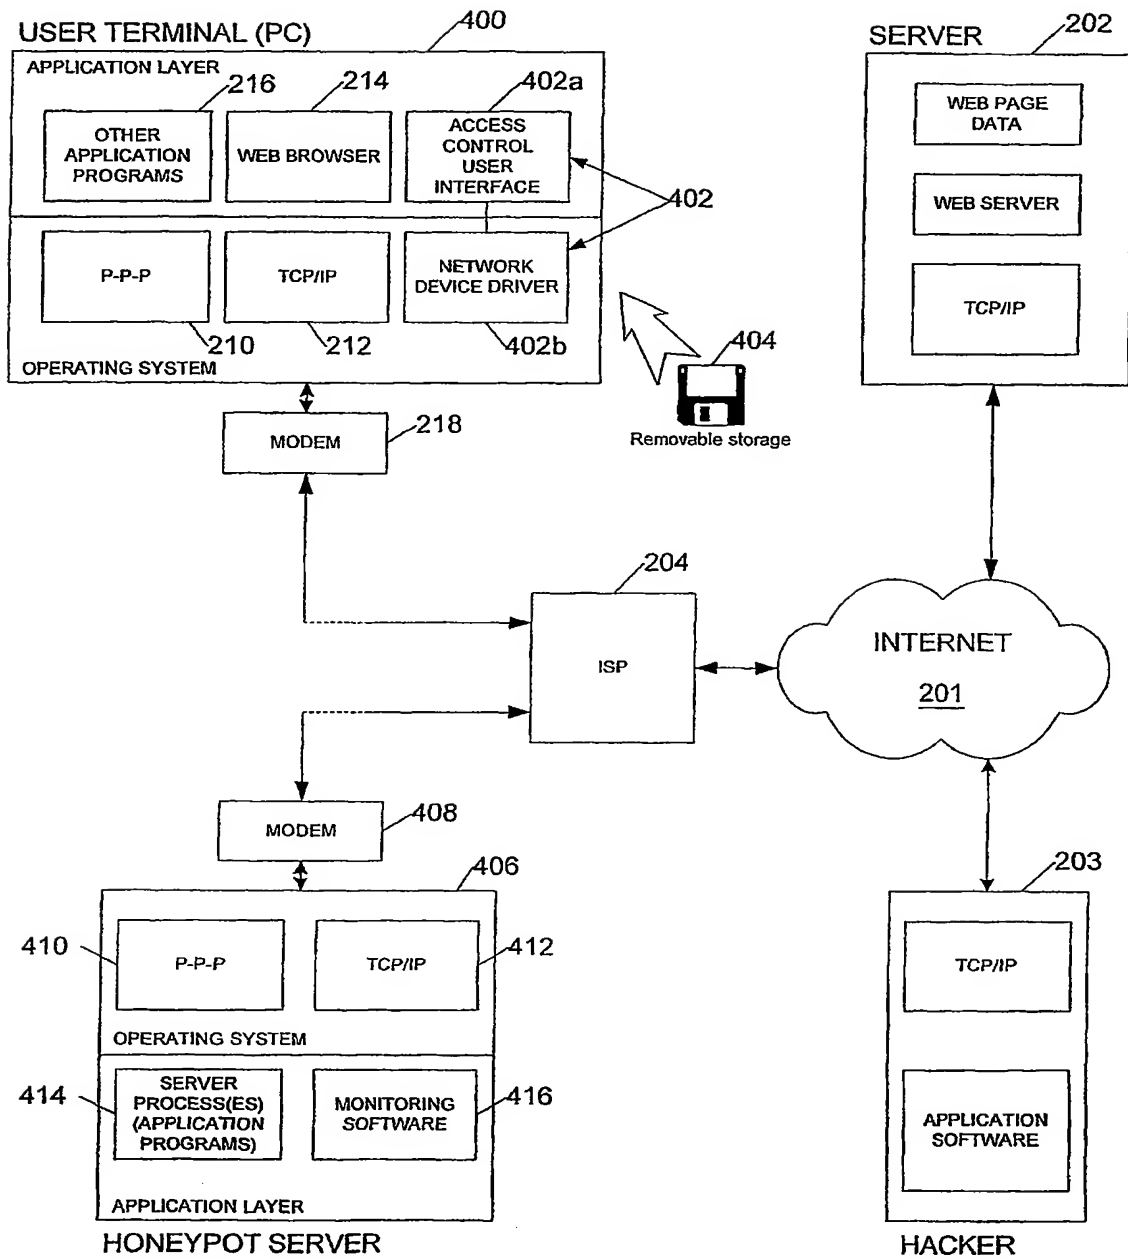 USER TERMINAL (PC)
400
APPLICATION LAYER
216
214
402a
OTHER
APPLICATION
PROGRAMS
WEB BROWSER
ACCESS
CONTROL
USER
INTERFACE
402
P-P-P
TCP/IP
NETWORK
DEVICE DRIVER
210
212
402b
OPERATING SYSTEM
404
Removable storage
MODEM
218
SERVER
202
WEB PAGE
DATA
WEB SERVER
TCP/IP
204
ISP
INTERNET
201
MODEM
408
406
410
P-P-P
TCP/IP
412
OPERATING SYSTEM
414
SERVER
PROCESS(ES)
(APPLICATION
PROGRAMS)
MONITORING
SOFTWARE
416
APPLICATION LAYER
HONEYPOT SERVER
203
TCP/IP
APPLICATION
SOFTWARE
HACKER